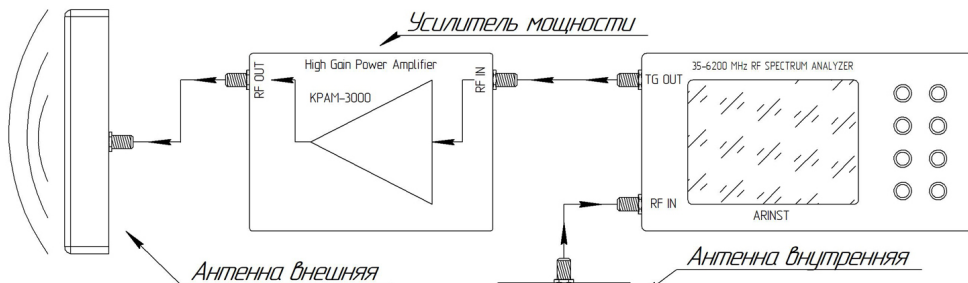 Усилитель мощности
High Gain Power Amplifier
KPAM-3000
RF OUT
RF IN
35-6200 MHz RF SPECTRUM ANALYZER
TG OUT
RF IN
ARINST
Антенна внешняя
Антенна внутренняя